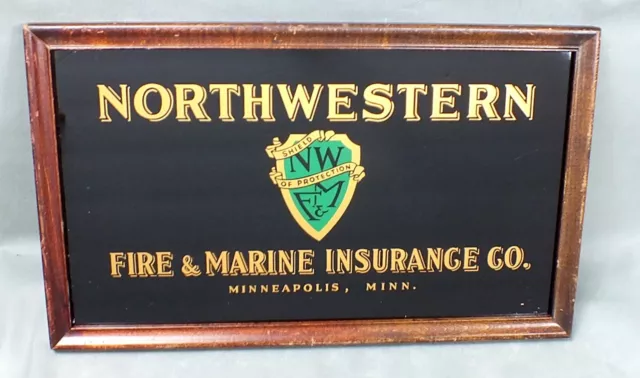 NORTHWESTERN
SHIELD
NW
OF PROTECTION
F&M
FIRE & MARINE INSURANCE CO.
MINNEAPOLIS, MINN.